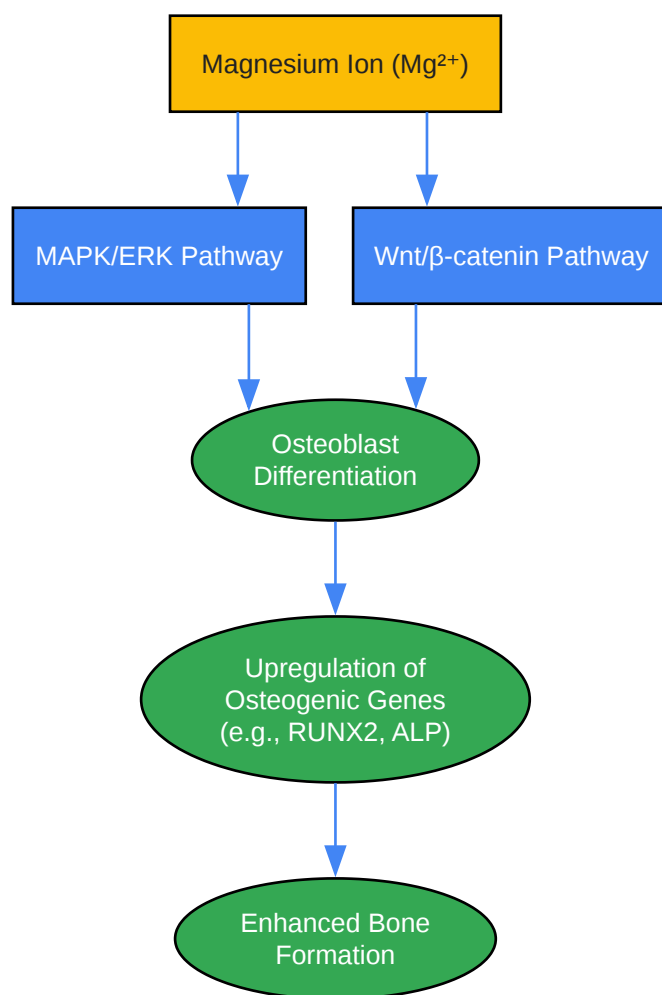 Magnesium Ion (Mg²⁺)
MAPK/ERK Pathway
Wnt/β-catenin Pathway
Osteoblast
Differentiation
Upregulation of
Osteogenic Genes
(e.g., RUNX2, ALP)
Enhanced Bone
Formation